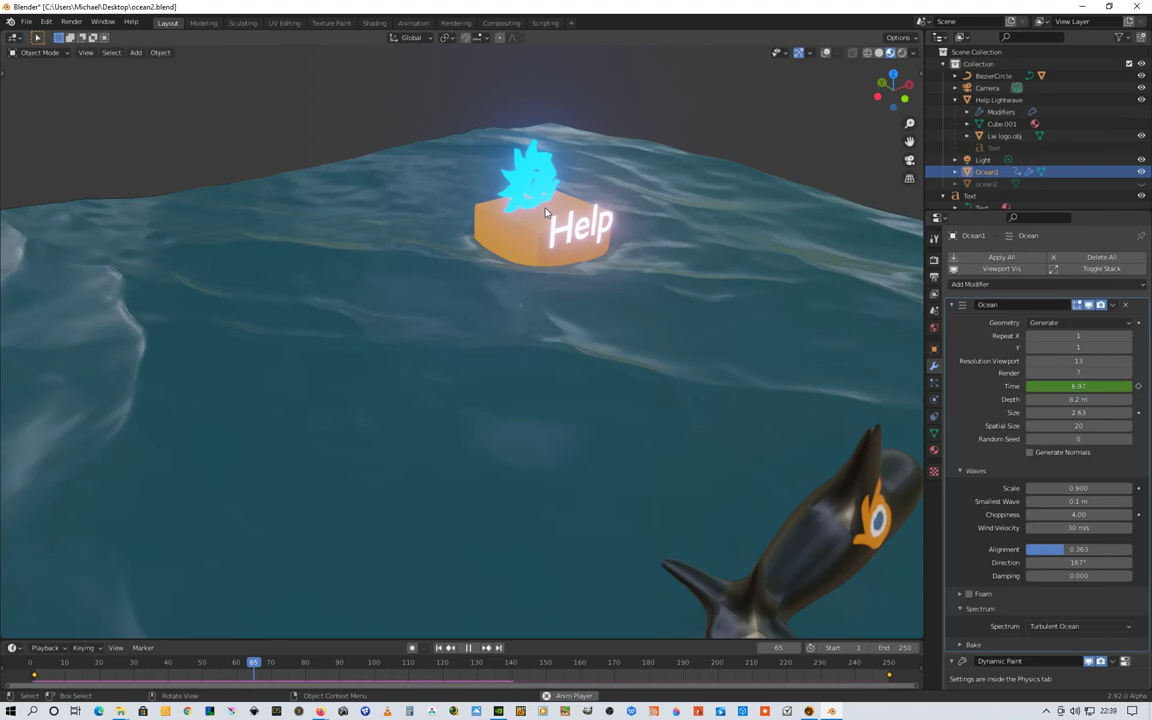 Blender* [C:\Users\Michael\Desktop\ocean2.blend]
File Edit Render Window Help
Layout Modeling Sculpting UV Editing Texture Paint Shading Animation Rendering Compositing Scripting
Scene
View Layer
Object Mode View Select Add Object
Global
Options
Scene Collection
Collection
BezierCircle
Camera
Help Lightwave
Modifiers
Cube.001
Lw logo.obj
Text
Light
Ocean1
ocean2
Text
Z
Y
X
Help
Ocean1 Ocean
Apply All Delete All
Viewport Vis Toggle Stack
Add Modifier
Ocean
Geometry Generate
Repeat X 1
Y 1
Resolution Viewport 13
Render 7
Time 6.97
Depth 8.2 m
Size 2.63
Spatial Size 20
Random Seed 0
Generate Normals
Waves
Scale 0.900
Smallest Wave 0.1 m
Choppiness 4.00
Wind Velocity 30 m/s
Alignment 0.363
Direction 167°
Damping 0.000
Foam
Spectrum
Spectrum Turbulent Ocean
Bake
Dynamic Paint
Settings are inside the Physics tab
Playback Keying View Marker
65 Start 1 End 250
0 10 20 30 40 50 65 70 80 90 100 110 120 130 140 150 160 170 180 190 200 210 220 230 240 250
Select Box Select Rotate View Object Context Menu Anim Player 2.92.0 Alpha
22:39